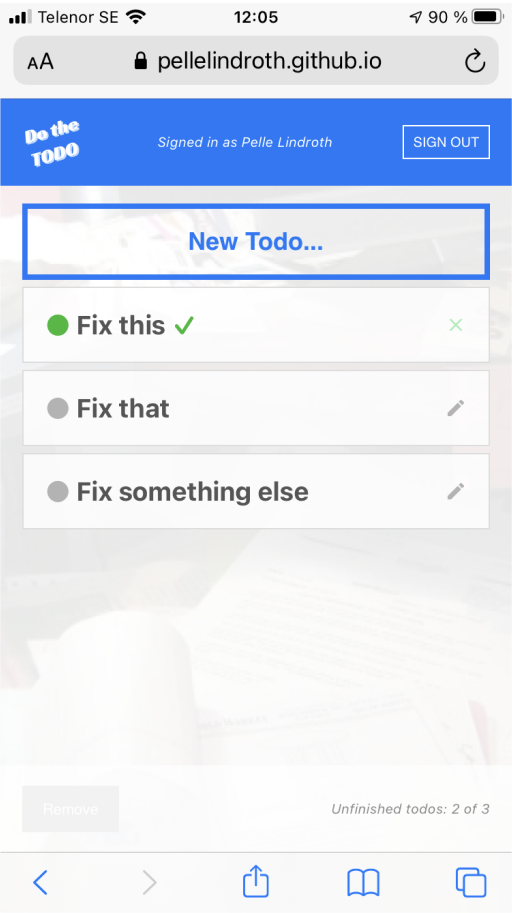 Telenor SE 12:05 90 %
AA pellelindroth.github.io
Do the
TODO
Signed in as Pelle Lindroth
SIGN OUT
New Todo...
Fix this
Fix that
Fix something else
Remove
Unfinished todos: 2 of 3